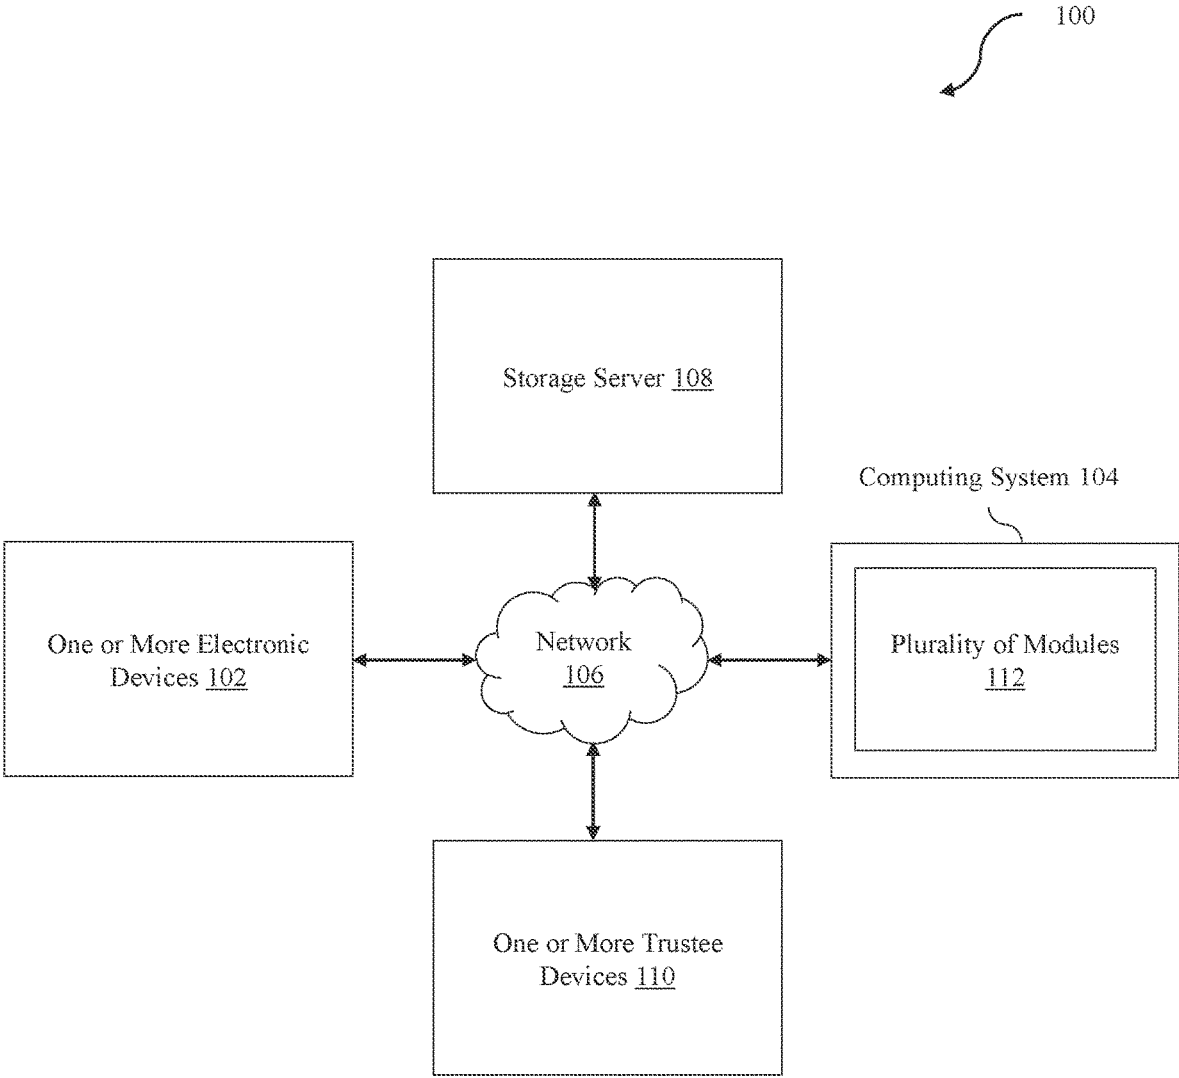 100
Storage Server 108
Computing System 104
One or More Electronic
Devices 102
Network
106
Plurality of Modules
112
One or More Trustee
Devices 110